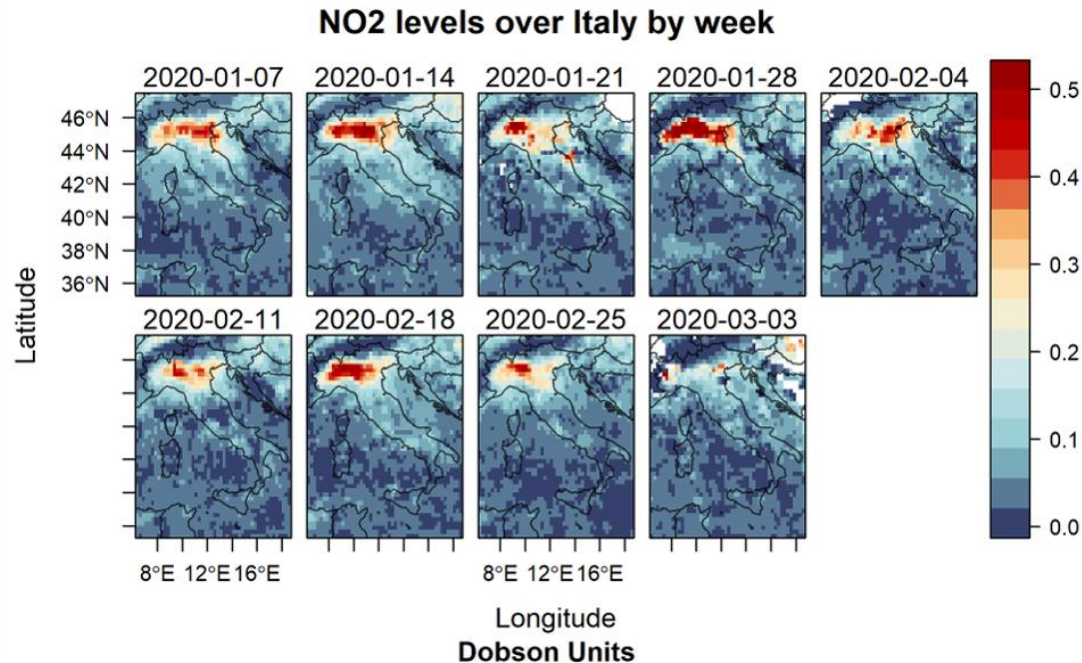 NO2 levels over Italy by week
2020-01-07 2020-01-14 2020-01-21 2020-01-28 2020-02-04
46°N
44°N
42°N
40°N
38°N
36°N
2020-02-11 2020-02-18 2020-02-25 2020-03-03
8°E 12°E 16°E 8°E 12°E 16°E
0.5
0.4
0.3
0.2
0.1
0.0
Latitude
Longitude
Dobson Units